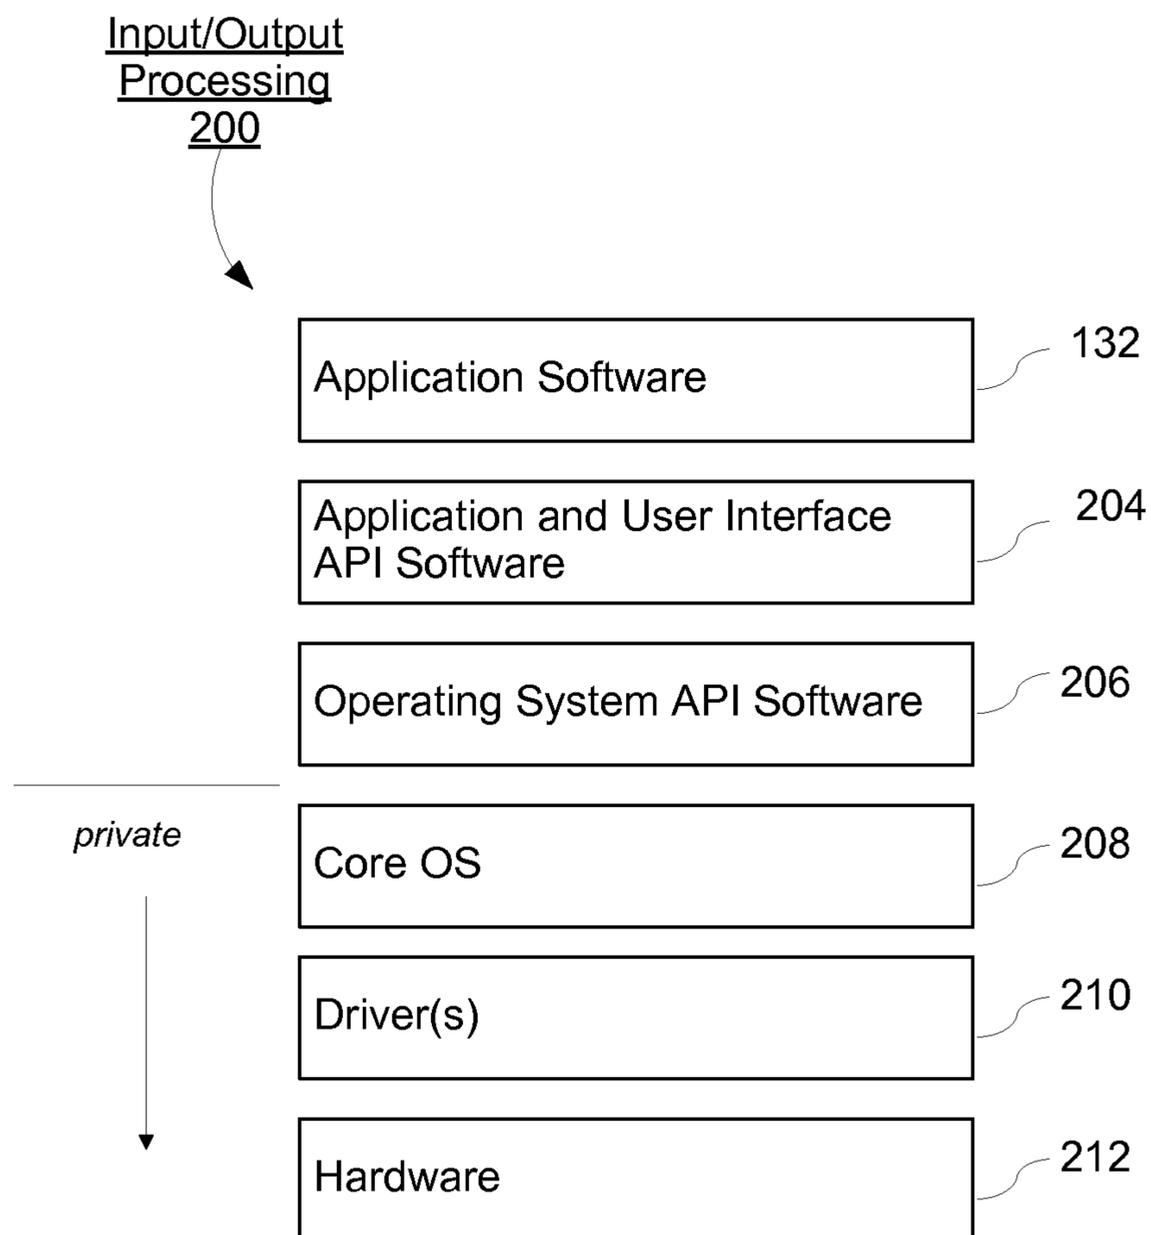 Input/Output
Processing
200
Application Software
132
Application and User Interface
API Software
204
Operating System API Software
206
private
Core OS
208
Driver(s)
210
Hardware
212